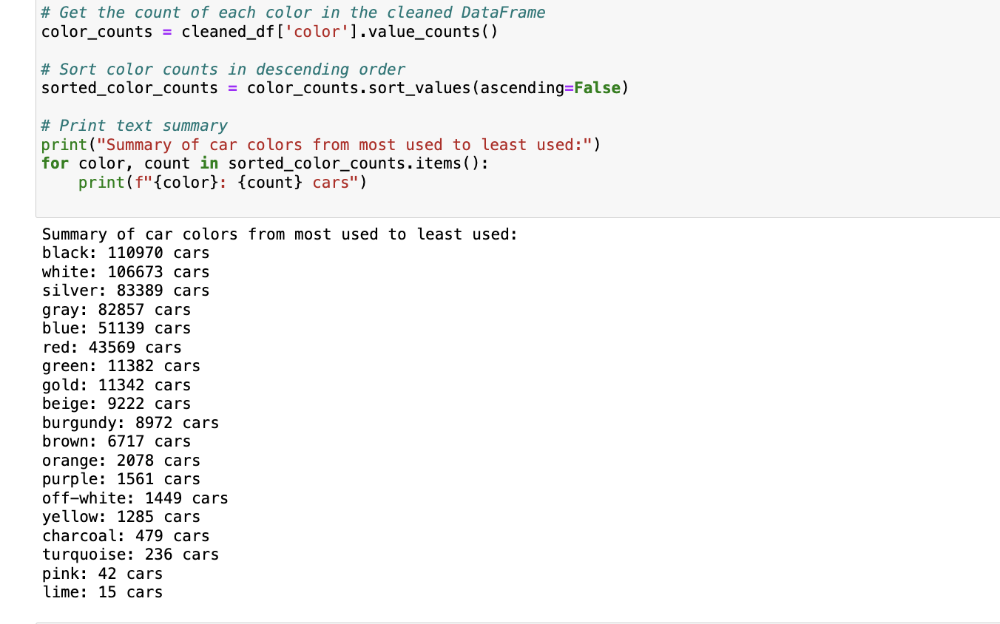 # Get the count of each color in the cleaned DataFrame
color_counts = cleaned_df['color'].value_counts()
# Sort color counts in descending order
sorted_color_counts = color_counts.sort_values(ascending=False)
# Print text summary
print("Summary of car colors from most used to least used:")
for color, count in sorted_color_counts.items():
    print(f"{color}: {count} cars")
Summary of car colors from most used to least used:
black: 110970 cars
white: 106673 cars
silver: 83389 cars
gray: 82857 cars
blue: 51139 cars
red: 43569 cars
green: 11382 cars
gold: 11342 cars
beige: 9222 cars
burgundy: 8972 cars
brown: 6717 cars
orange: 2078 cars
purple: 1561 cars
off-white: 1449 cars
yellow: 1285 cars
charcoal: 479 cars
turquoise: 236 cars
pink: 42 cars
lime: 15 cars